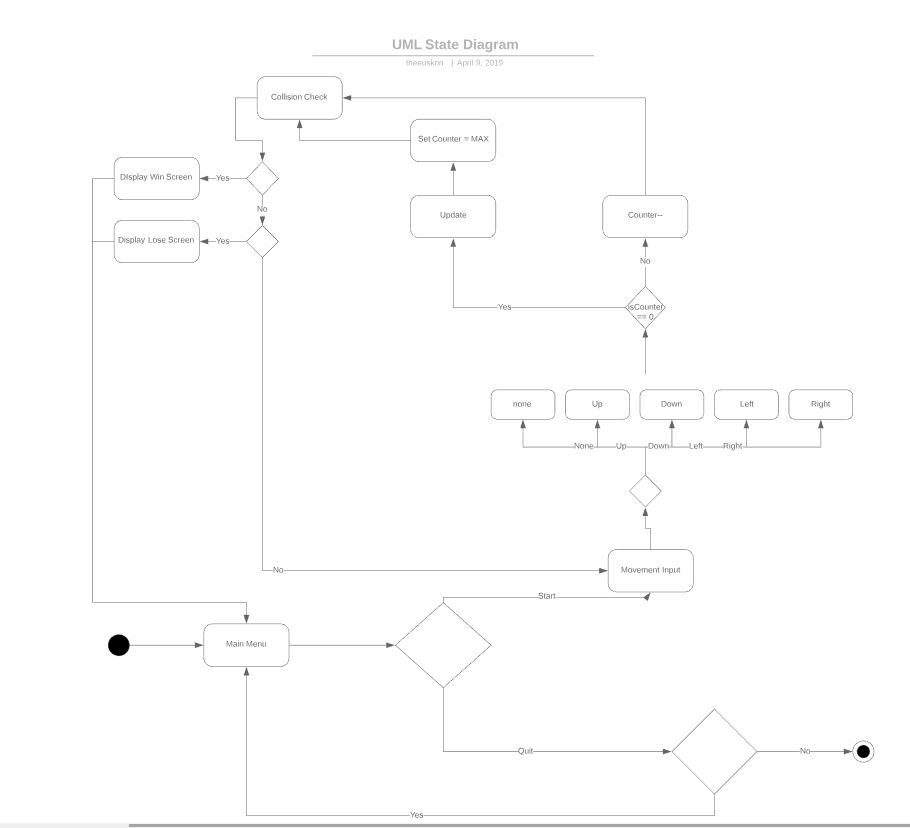 UML State Diagram
theeuskon | April 9, 2019
Collision Check
Set Counter = MAX
DIsplay Win Screen
Yes
No
Update
Counter--
Display Lose Screen
Yes
No
Yes
isCounter
== 0
none
Up
Down
Left
Right
None
Up
Down
Left
Right
No
Movement Input
Start
Main Menu
Quit
No
Yes